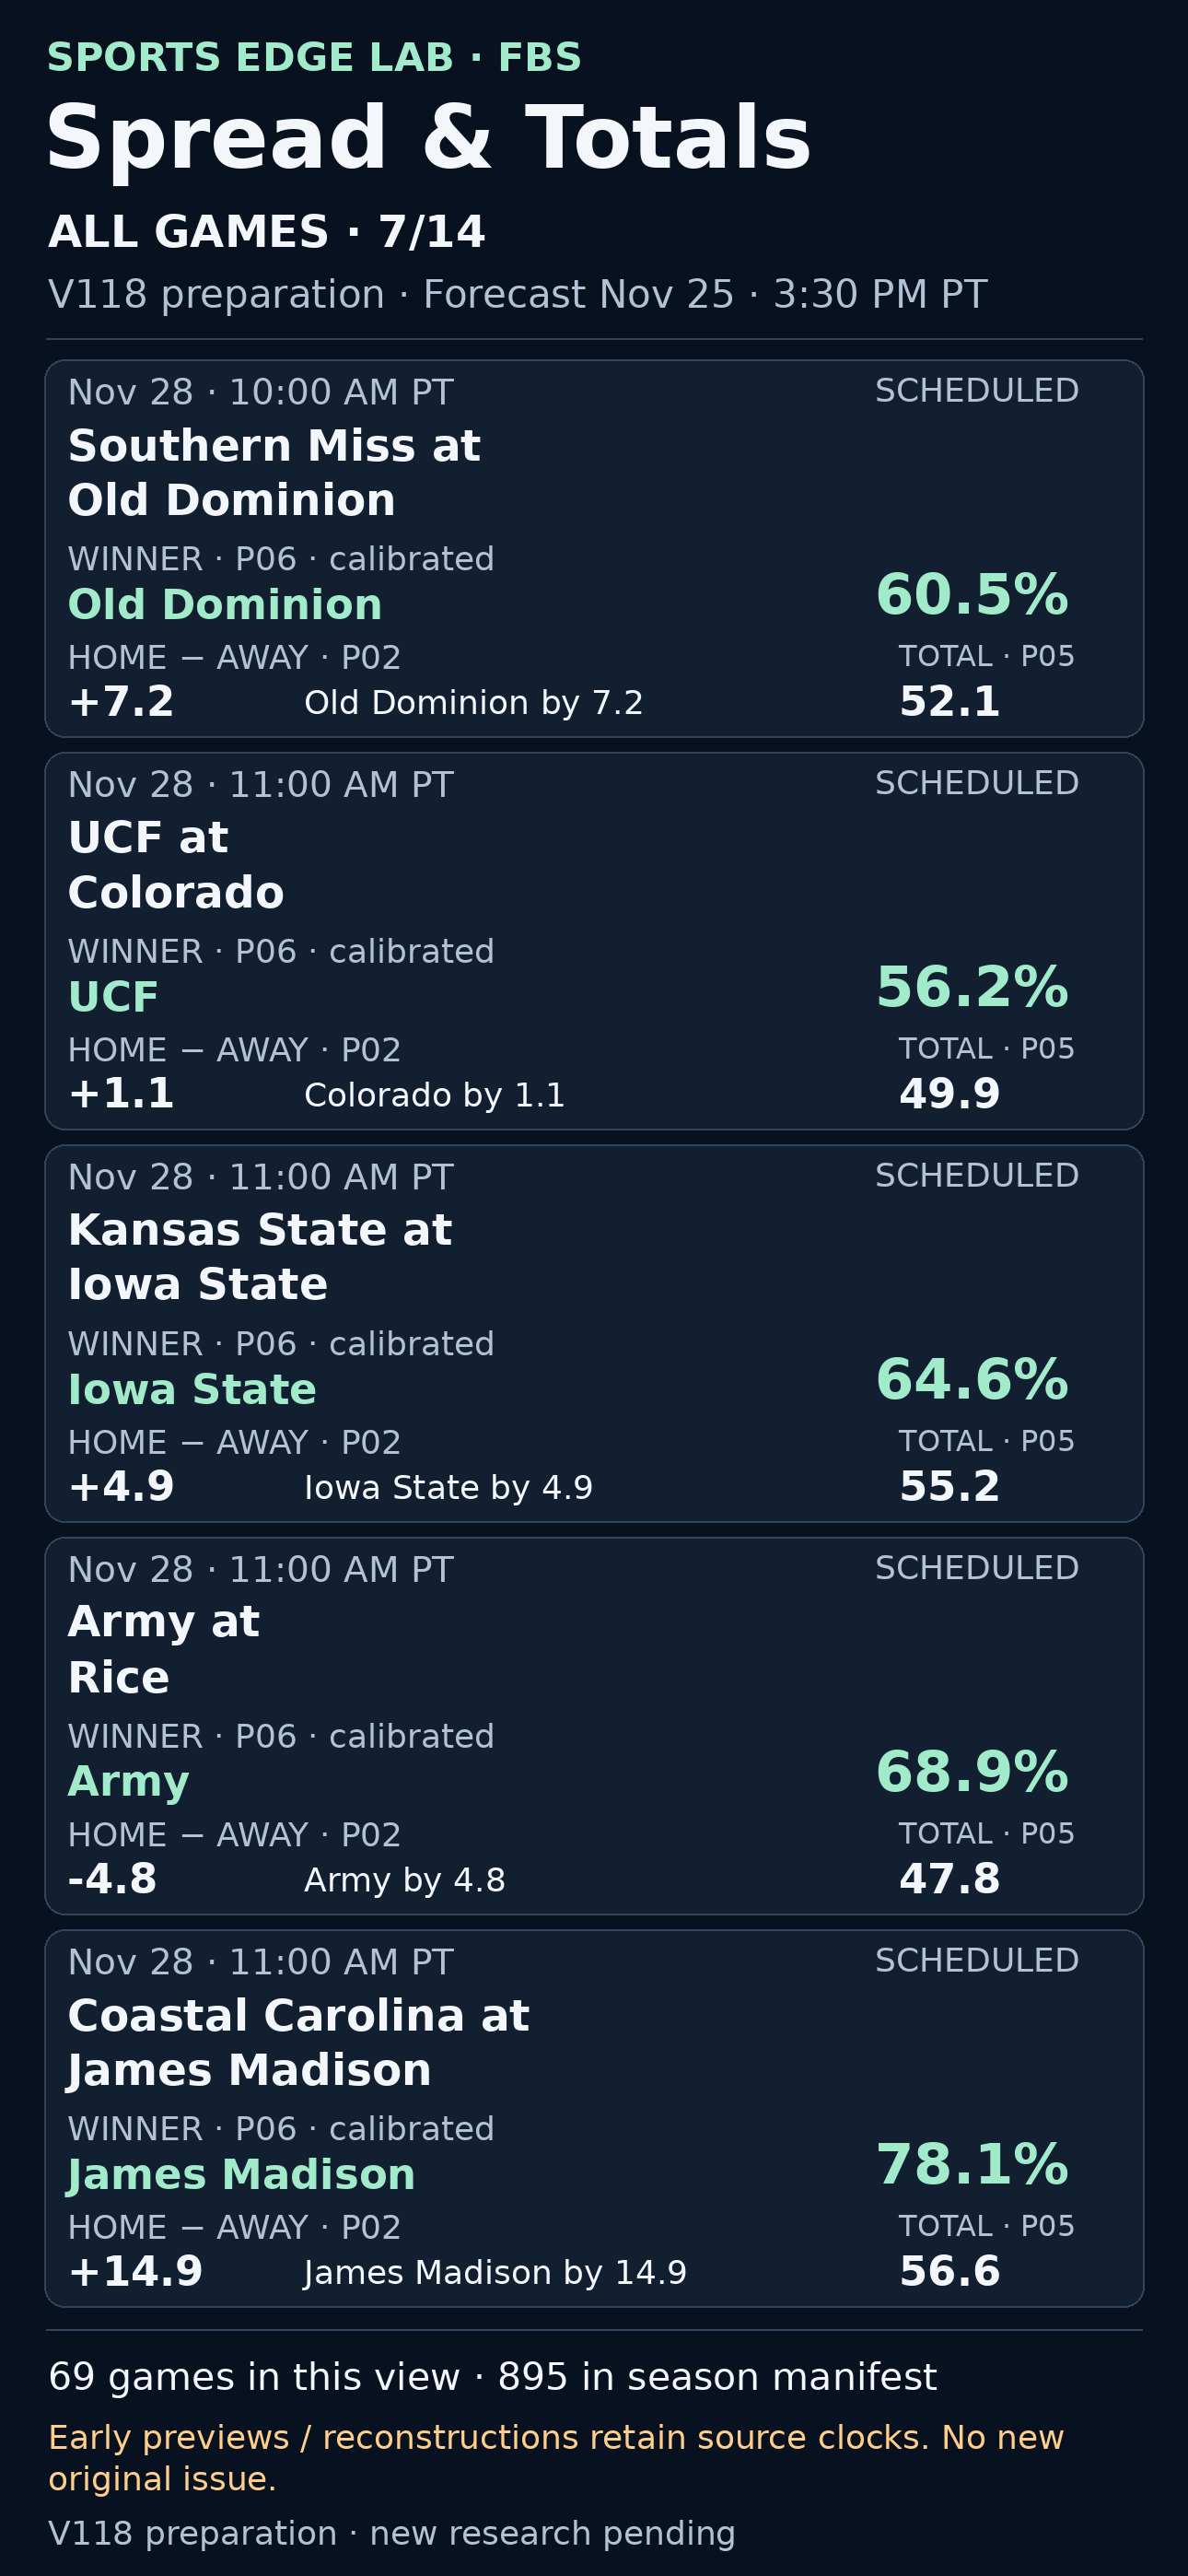 SPORTS EDGE LAB · FBS
Spread & Totals
ALL GAMES · 7/14
V118 preparation · Forecast Nov 25 · 3:30 PM PT
Nov 28 · 10:00 AM PT SCHEDULED
Southern Miss at
Old Dominion
WINNER · P06 · calibrated
Old Dominion 60.5%
HOME − AWAY · P02 TOTAL · P05
+7.2 Old Dominion by 7.2 52.1
Nov 28 · 11:00 AM PT SCHEDULED
UCF at
Colorado
WINNER · P06 · calibrated
UCF 56.2%
HOME − AWAY · P02 TOTAL · P05
+1.1 Colorado by 1.1 49.9
Nov 28 · 11:00 AM PT SCHEDULED
Kansas State at
Iowa State
WINNER · P06 · calibrated
Iowa State 64.6%
HOME − AWAY · P02 TOTAL · P05
+4.9 Iowa State by 4.9 55.2
Nov 28 · 11:00 AM PT SCHEDULED
Army at
Rice
WINNER · P06 · calibrated
Army 68.9%
HOME − AWAY · P02 TOTAL · P05
-4.8 Army by 4.8 47.8
Nov 28 · 11:00 AM PT SCHEDULED
Coastal Carolina at
James Madison
WINNER · P06 · calibrated
James Madison 78.1%
HOME − AWAY · P02 TOTAL · P05
+14.9 James Madison by 14.9 56.6
69 games in this view · 895 in season manifest
Early previews / reconstructions retain source clocks. No new
original issue.
V118 preparation · new research pending